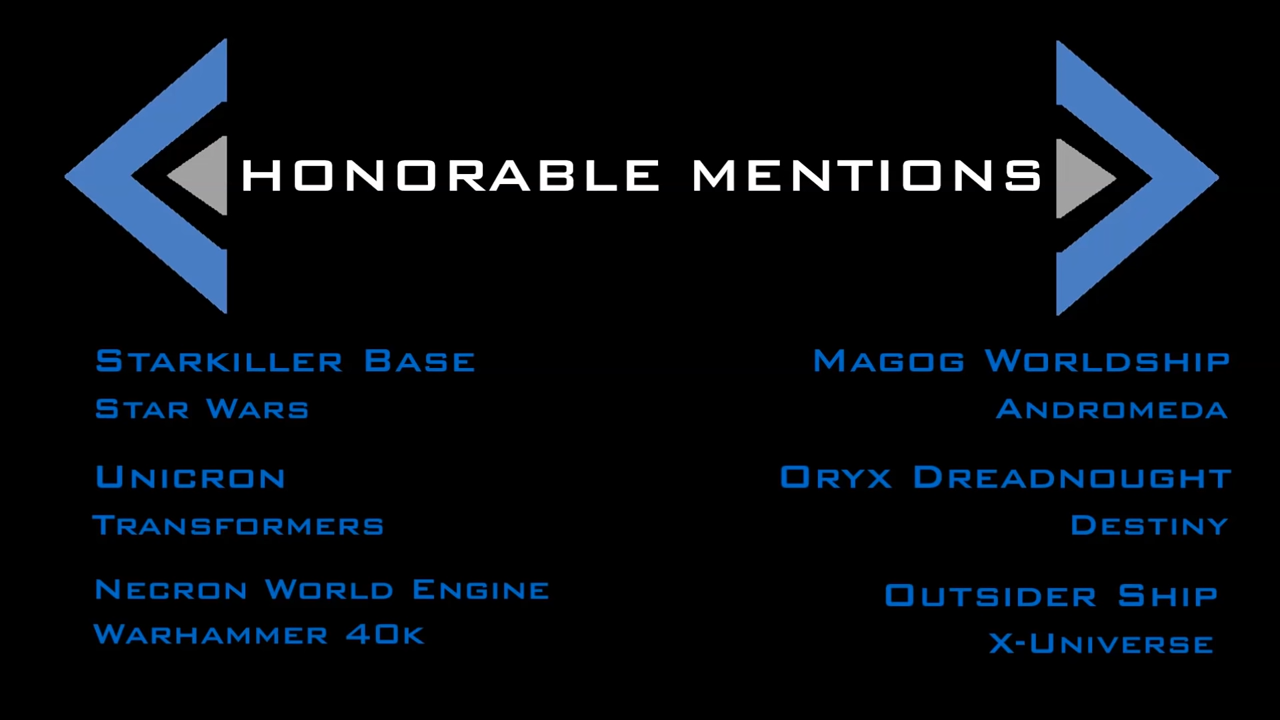 HONORABLE MENTIONS
STARKILLER BASE
STAR WARS
UNICRON
TRANSFORMERS
NECRON WORLD ENGINE
WARHAMMER 40K
MAGOG WORLDSHIP
ANDROMEDA
ORYX DREADNOUGHT
DESTINY
OUTSIDER SHIP
X-UNIVERSE